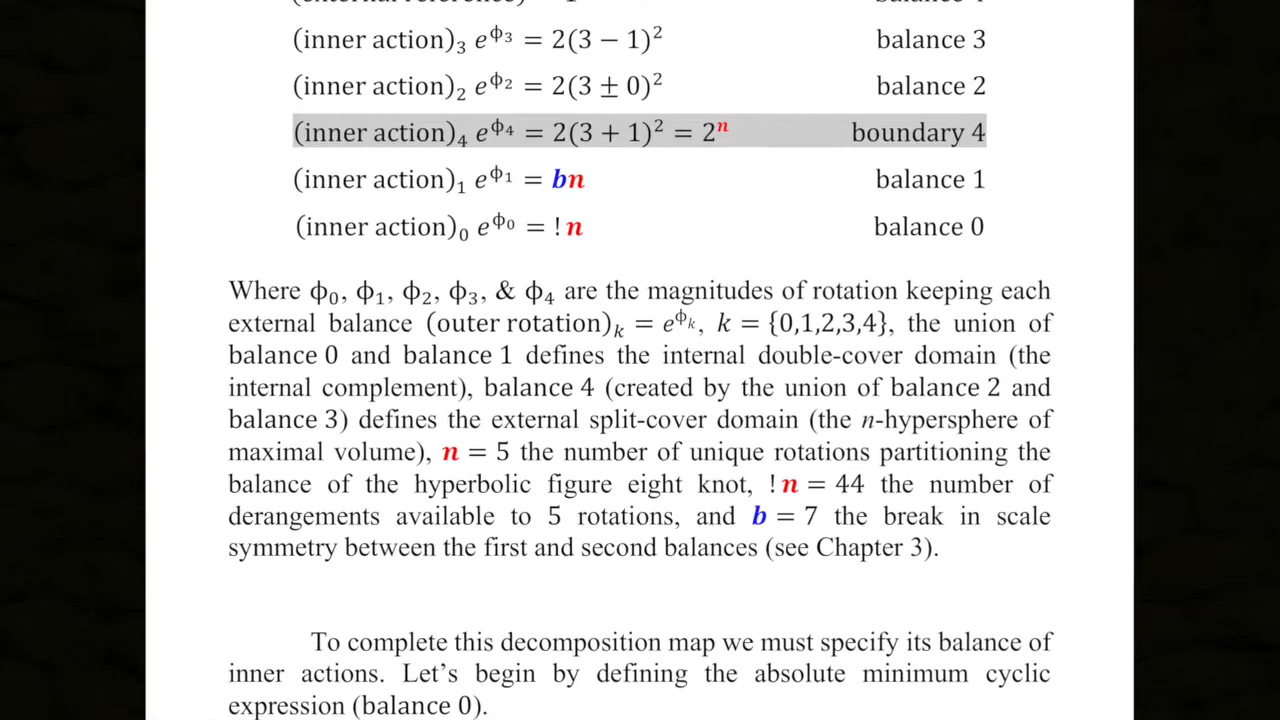 (inner action)₃ e^ϕ₃ = 2(3 − 1)² balance 3
(inner action)₂ e^ϕ₂ = 2(3 ± 0)² balance 2
(inner action)₄ e^ϕ₄ = 2(3 + 1)² = 2ⁿ boundary 4
(inner action)₁ e^ϕ₁ = bn balance 1
(inner action)₀ e^ϕ₀ = !n balance 0
Where ϕ₀, ϕ₁, ϕ₂, ϕ₃, & ϕ₄ are the magnitudes of rotation keeping each
external balance (outer rotation)ₖ = e^ϕₖ, k = {0,1,2,3,4}, the union of
balance 0 and balance 1 defines the internal double-cover domain (the
internal complement), balance 4 (created by the union of balance 2 and
balance 3) defines the external split-cover domain (the n-hypersphere of
maximal volume), n = 5 the number of unique rotations partitioning the
balance of the hyperbolic figure eight knot, !n = 44 the number of
derangements available to 5 rotations, and b = 7 the break in scale
symmetry between the first and second balances (see Chapter 3).
To complete this decomposition map we must specify its balance of
inner actions. Let’s begin by defining the absolute minimum cyclic
expression (balance 0).